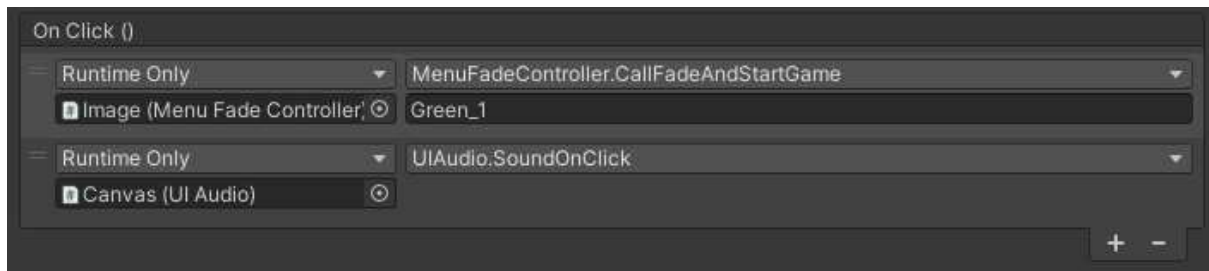 On Click ()
Runtime Only MenuFadeController.CallFadeAndStartGame
Image (Menu Fade Controller) Green_1
Runtime Only UIAudio.SoundOnClick
Canvas (UI Audio)
+ -